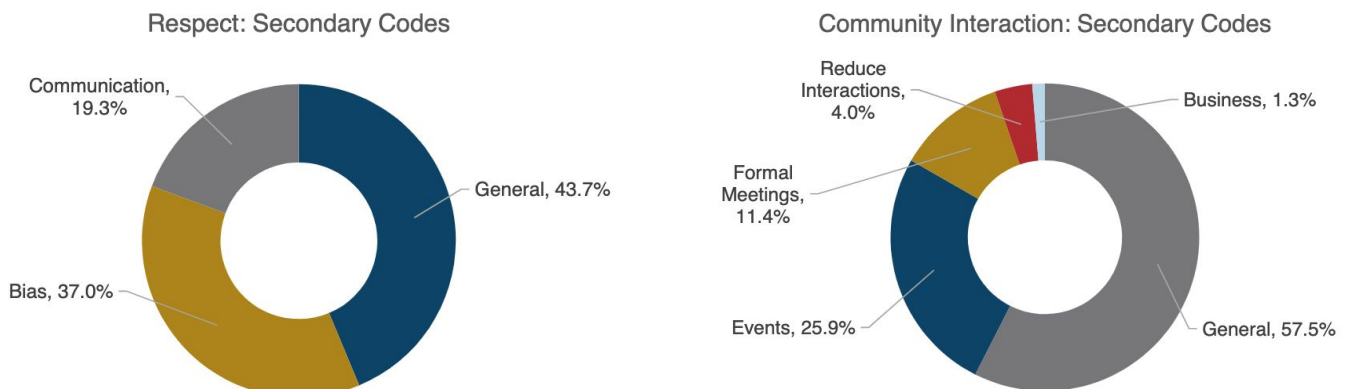 Respect: Secondary Codes
Communication,
19.3%
General, 43.7%
Bias, 37.0%
Community Interaction: Secondary Codes
Reduce
Interactions,
4.0%
Business, 1.3%
Formal
Meetings,
11.4%
Events, 25.9%
General, 57.5%